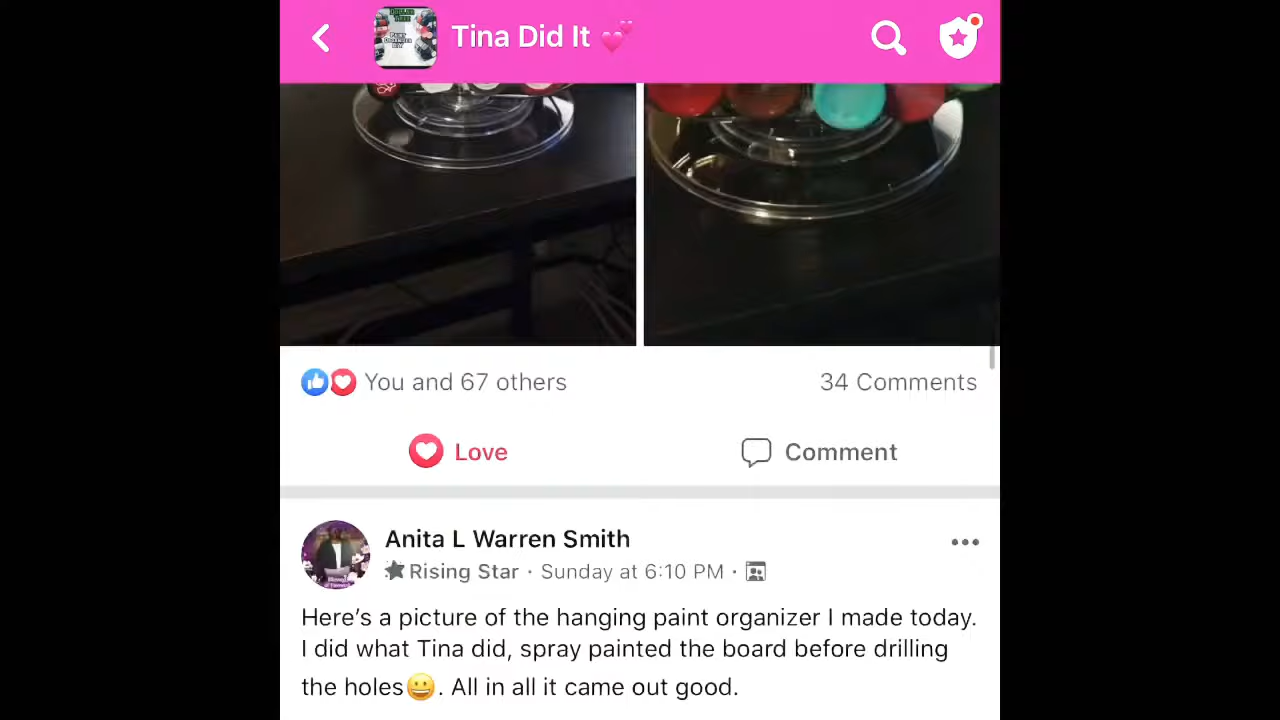 Tina Did It 💕
You and 67 others
34 Comments
Love
Comment
Anita L Warren Smith
Rising Star · Sunday at 6:10 PM ·
Here’s a picture of the hanging paint organizer I made today.
I did what Tina did, spray painted the board before drilling
the holes😀. All in all it came out good.